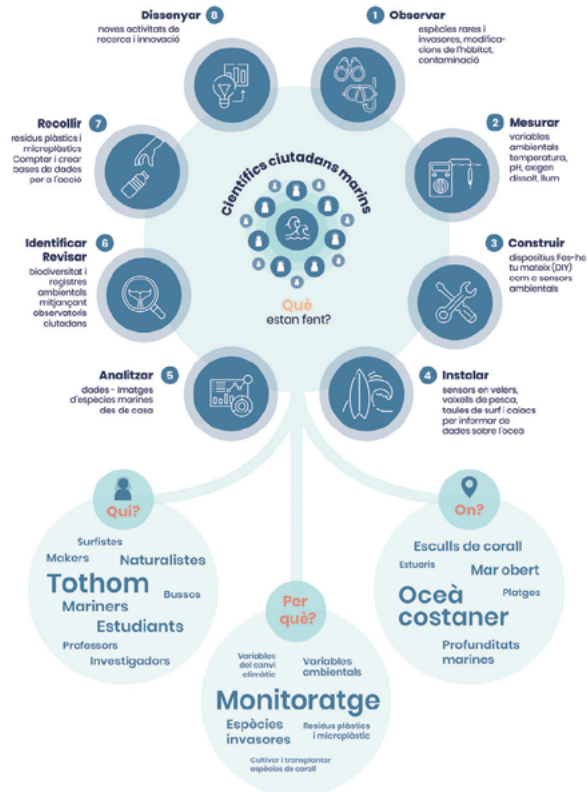 Dissenyar 8
noves activitats de
recerca i innovació
1 Observar
espècies rares i
invasores, modifica-
cions de l'hàbitat,
contaminació
2 Mesurar
variables
ambientals
temperatura,
pH, oxigen
dissolt, llum
3 Construir
dispositius Fes-ho
tu mateix (DIY)
com a sensors
ambientals
4 Instalar
sensors en velers,
vaixells de pesca,
taules de surf i caiacs
per informar de
dades sobre l'oceà
Analitzar 5
dades - Imatges
d'espècies marines
des de casa
Identificar 6
Revisar
biodiversitat i
registres
ambientals
mitjançant
observatoris
ciutadans
Recollir 7
residus plàstics i
microplàstics
Comptar i crear
bases de dades
per a l'acció
Científics ciutadans marins
Què
estan fent?
Qui?
Surfistes
Makers
Naturalistes
Tothom
Mariners
Bussos
Estudiants
Professors
Investigadors
Per
què?
Variables
del canvi
climàtic
Variables
ambientals
Monitoratge
Espècies
invasores
Residus plàstics
i microplàstic
Cultivar i transplantar
espècies de corall
On?
Esculls de corall
Estuaris
Mar obert
Oceà
costaner
Platges
Profunditats
marines